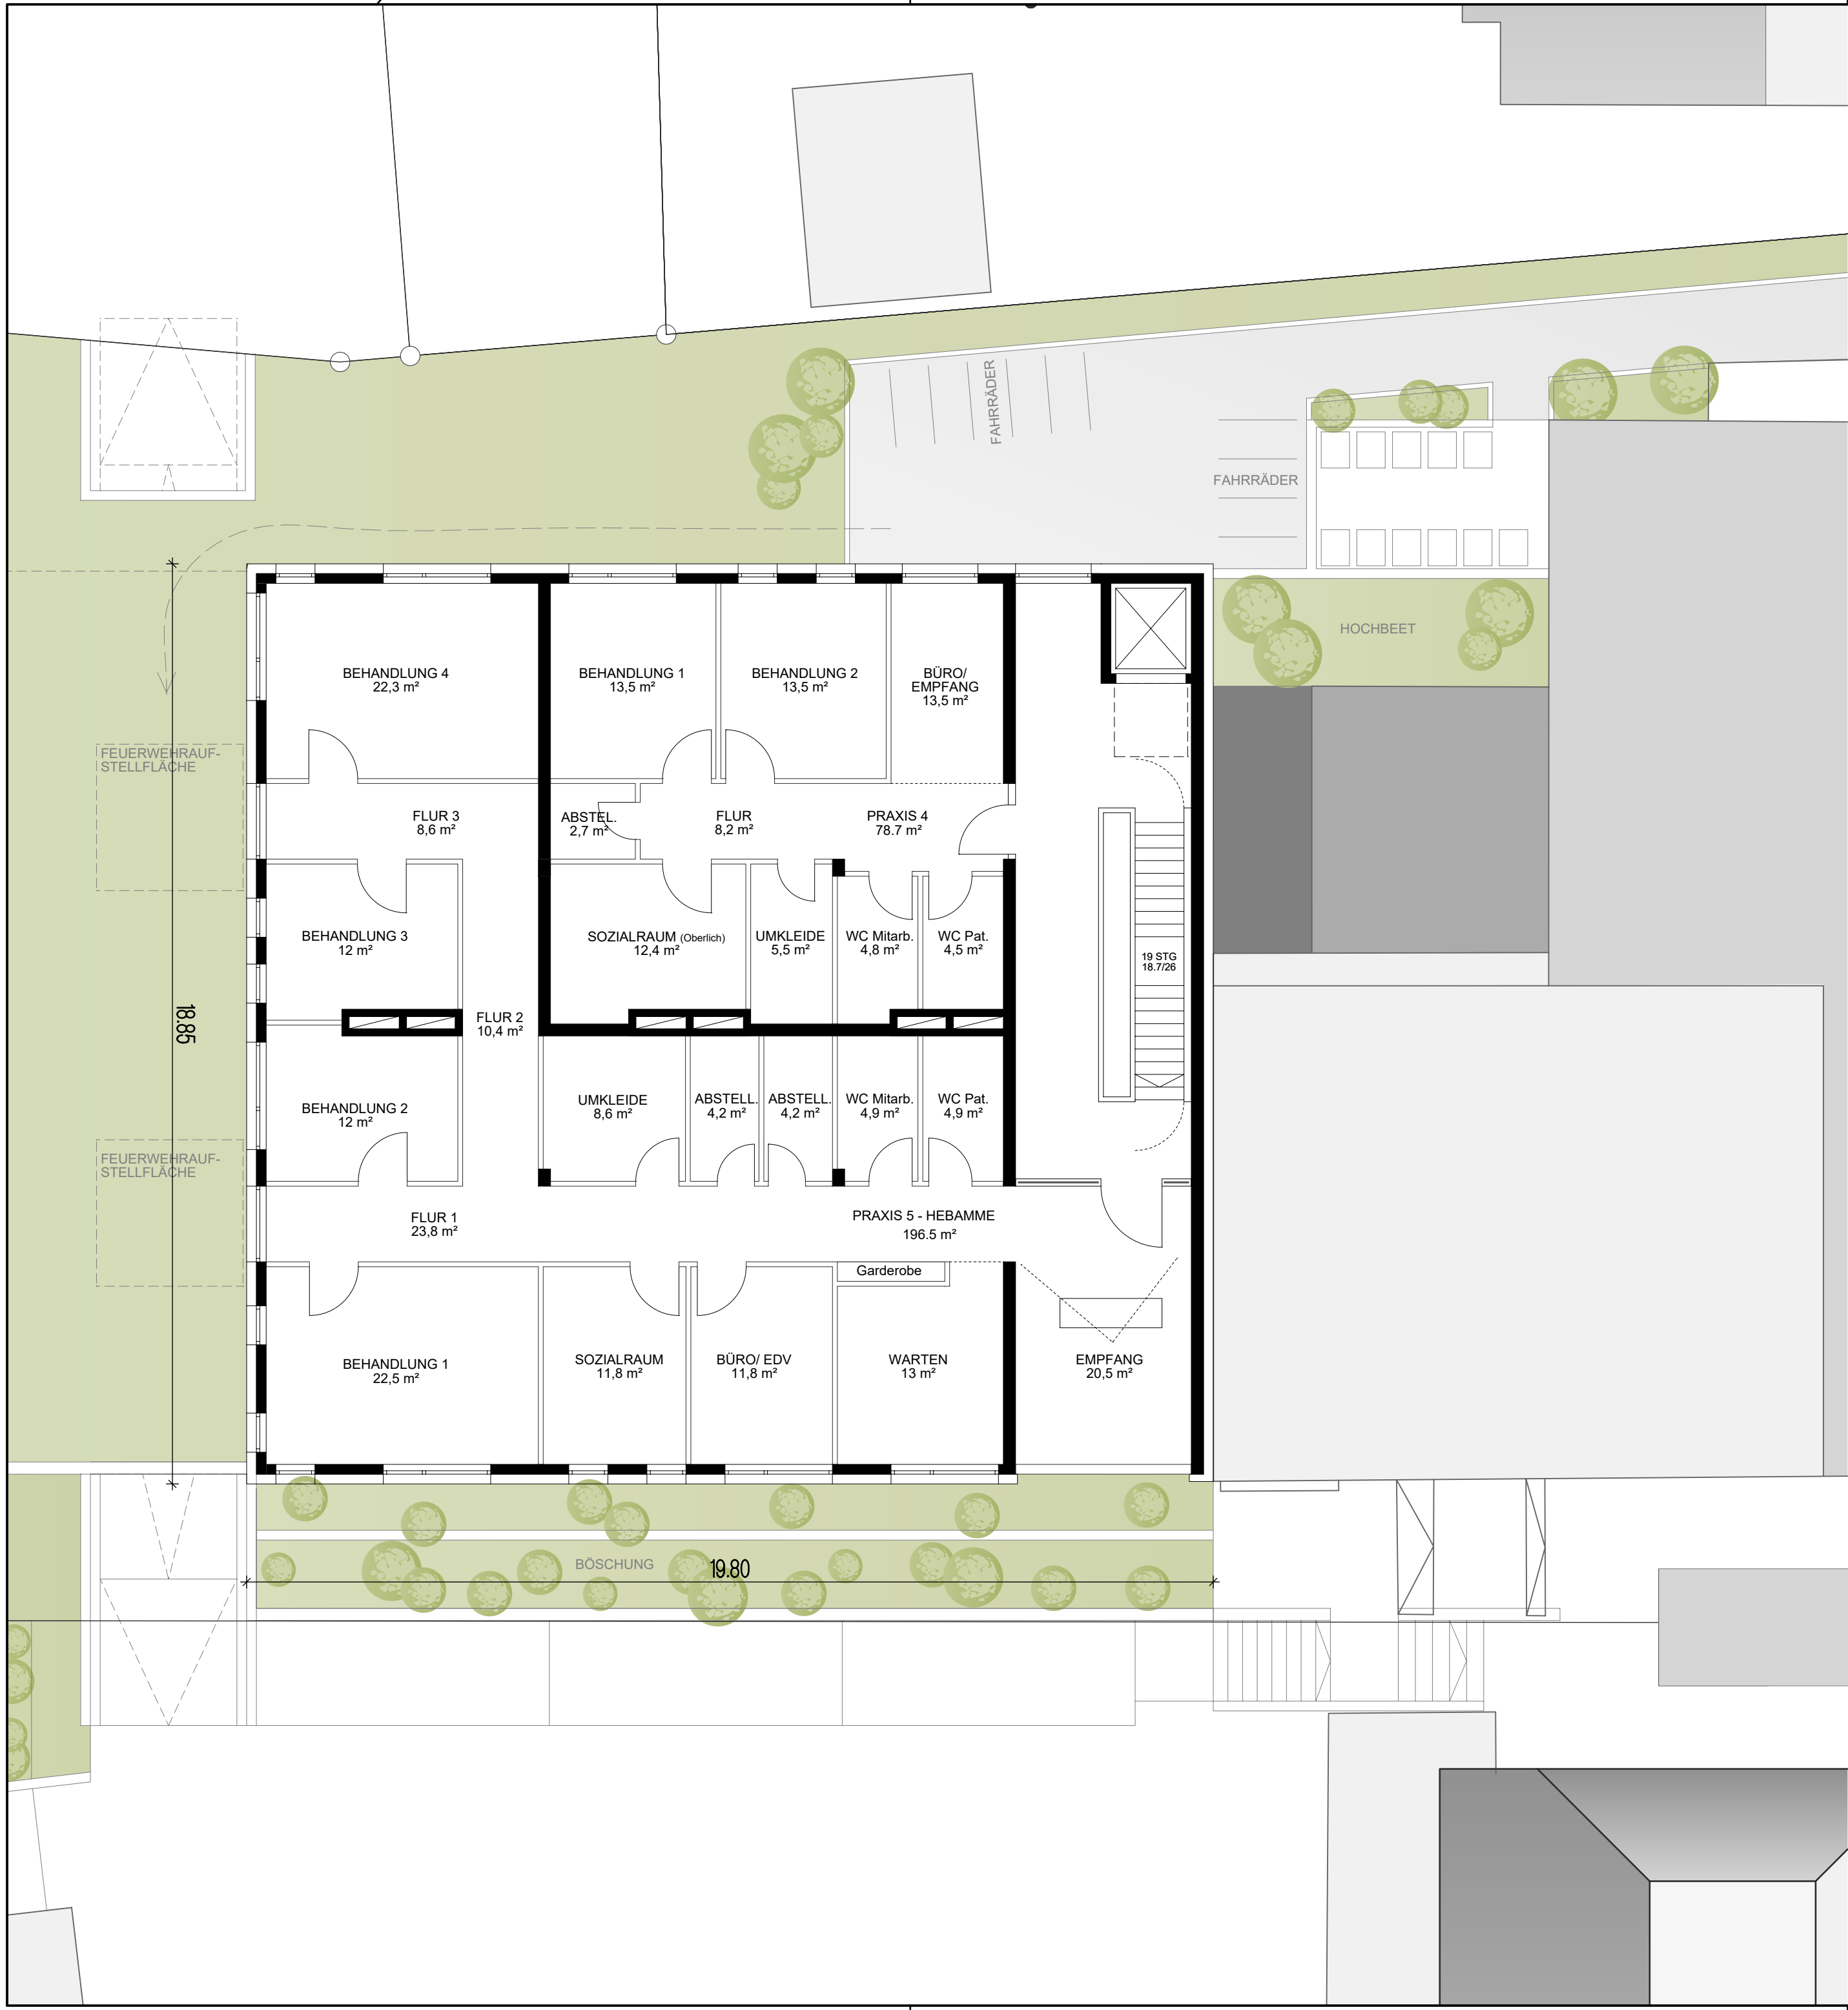 FAHRRÄDER
FAHRRÄDER
HOCHBEET
BEHANDLUNG 4
22,3 m²
BEHANDLUNG 1
13,5 m²
BEHANDLUNG 2
13,5 m²
BÜRO/
EMPFANG
13,5 m²
FEUERWEHRAUF-
STELLFLÄCHE
FLUR 3
8,6 m²
ABSTEL.
2,7 m²
FLUR
8,2 m²
PRAXIS 4
78.7 m²
BEHANDLUNG 3
12 m²
SOZIALRAUM (Oberlich)
12,4 m²
UMKLEIDE
5,5 m²
WC Mitarb.
4,8 m²
WC Pat.
4,5 m²
19 STG
18.7/26
18.85
FLUR 2
10,4 m²
BEHANDLUNG 2
12 m²
UMKLEIDE
8,6 m²
ABSTELL.
4,2 m²
ABSTELL.
4,2 m²
WC Mitarb.
4,9 m²
WC Pat.
4,9 m²
FEUERWEHRAUF-
STELLFLÄCHE
FLUR 1
23,8 m²
PRAXIS 5 - HEBAMME
196.5 m²
Garderobe
BEHANDLUNG 1
22,5 m²
SOZIALRAUM
11,8 m²
BÜRO/ EDV
11,8 m²
WARTEN
13 m²
EMPFANG
20,5 m²
BÖSCHUNG
19.80